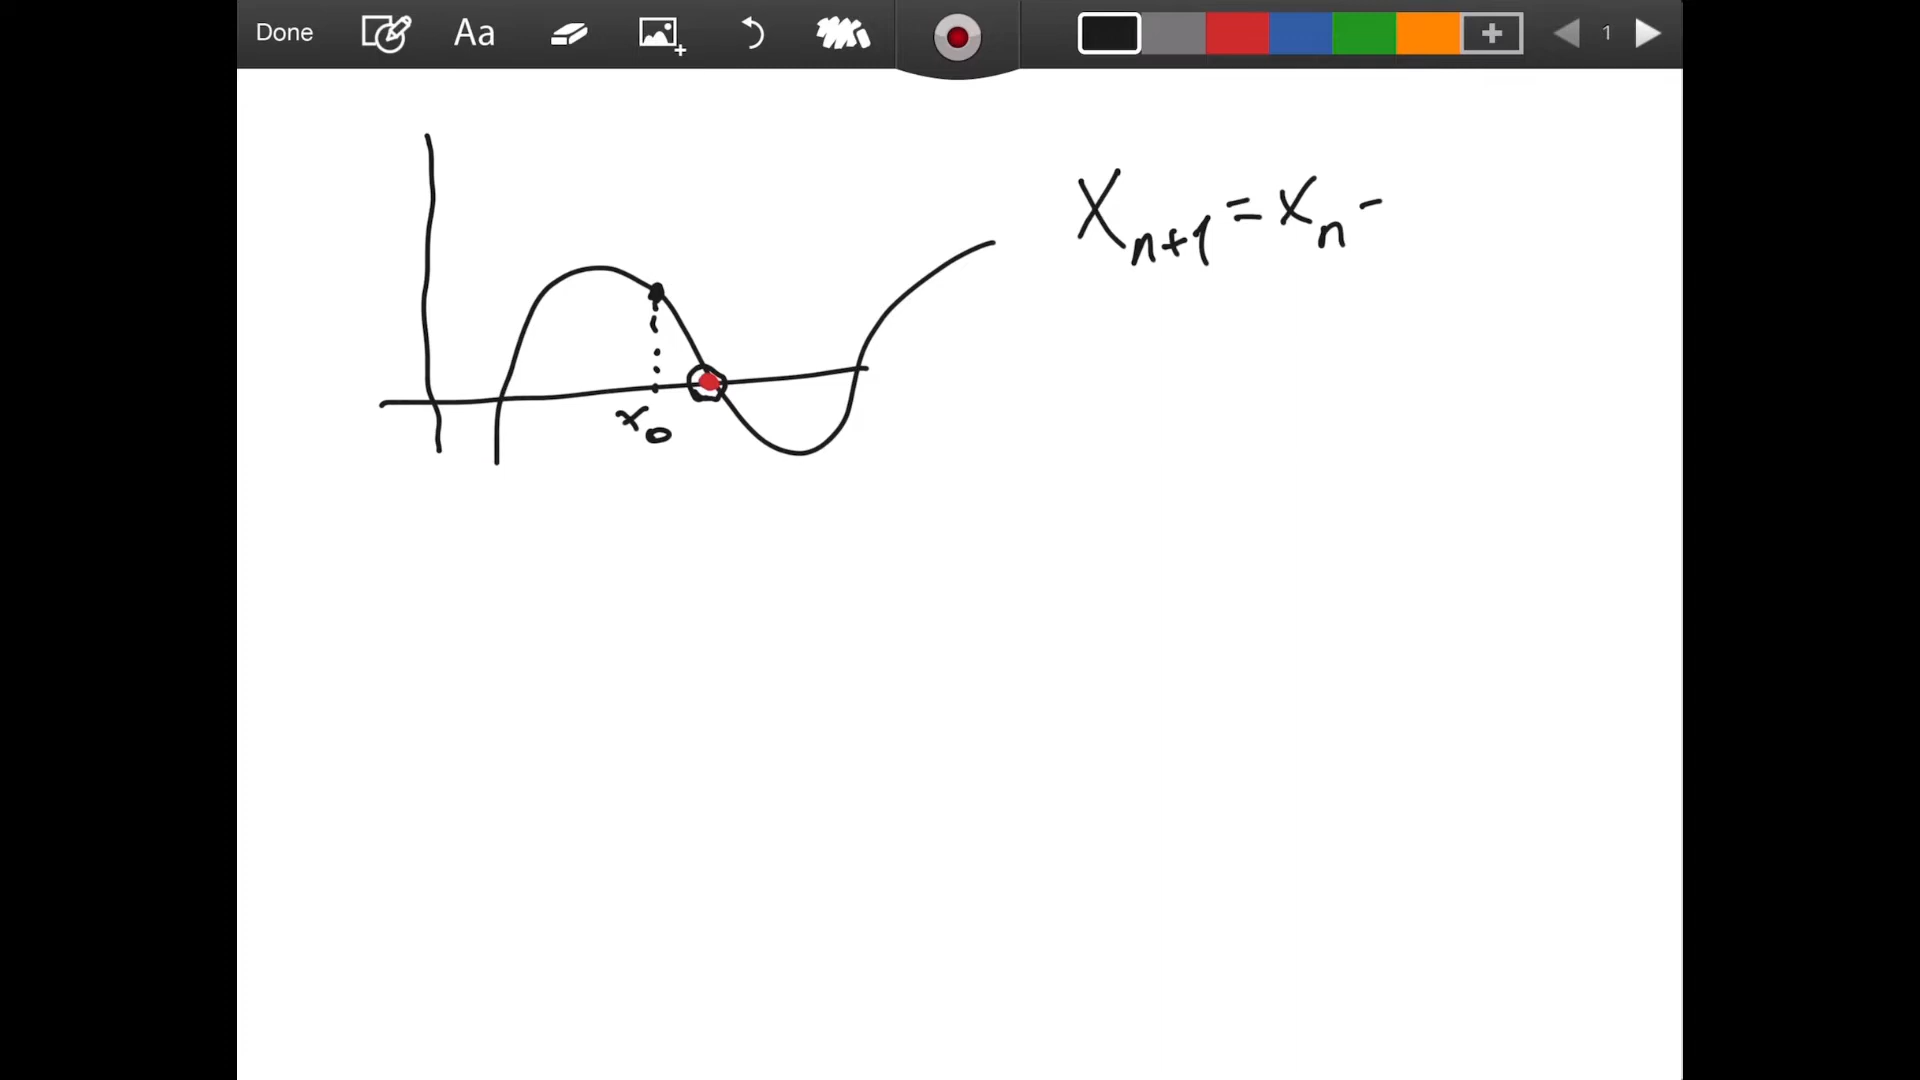 Done Aa 1
Xₙ₊₁ = xₙ -
x₀